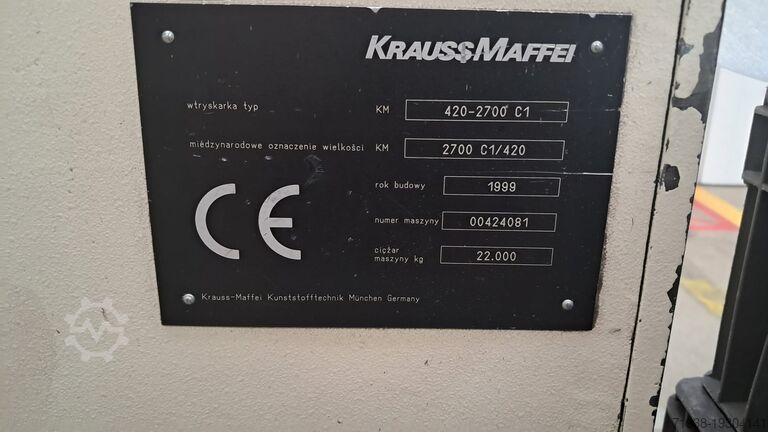 KRAUSSMAFFEI
wtryskarka typ KM 420-2700 C1
międzynarodowe oznaczenie wielkości KM 2700 C1/420
rok budowy 1999
numer maszyny 00424081
ciężar
maszyny kg 22.000
CE
Krauss-Maffei Kunststofftechnik München Germany